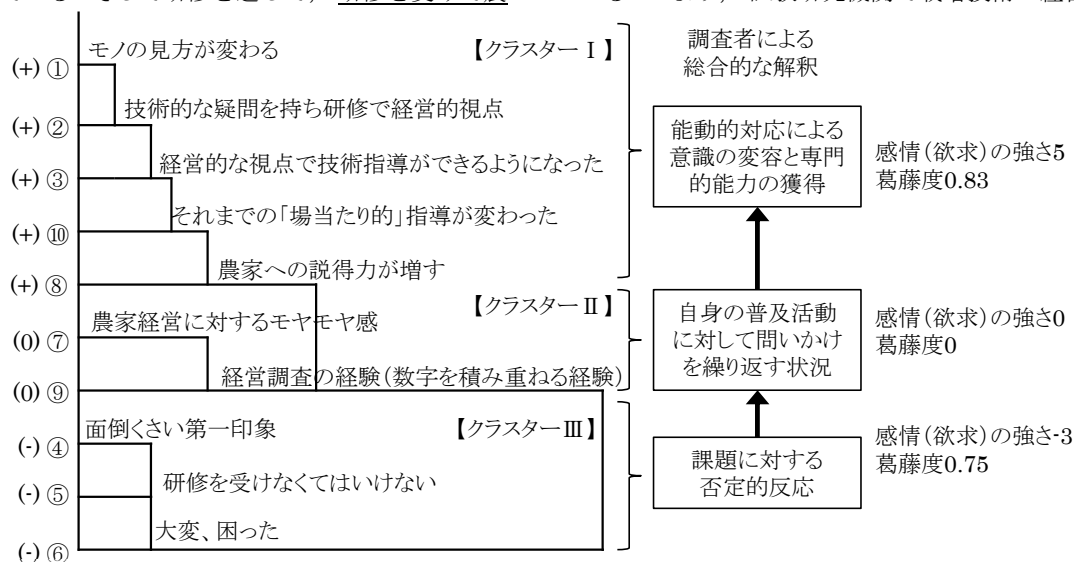 モノの見方が変わる
【クラスターⅠ】
(+) ①
技術的な疑問を持ち研修で経営的視点
(+) ②
経営的な視点で技術指導ができるようになった
(+) ③
それまでの「場当たり的」指導が変わった
(+) ⑩
農家への説得力が増す
(+) ⑧
【クラスターⅡ】
農家経営に対するモヤモヤ感
(0) ⑦
経営調査の経験(数字を積み重ねる経験)
(0) ⑨
面倒くさい第一印象
【クラスターⅢ】
(-) ④
研修を受けなくてはいけない
(-) ⑤
大変、困った
(-) ⑥
調査者による
総合的な解釈
能動的対応による
意識の変容と専門
的能力の獲得
感情(欲求)の強さ5
葛藤度0.83
自身の普及活動
に対して問いかけ
を繰り返す状況
感情(欲求)の強さ0
葛藤度0
課題に対する
否定的反応
感情(欲求)の強さ-3
葛藤度0.75